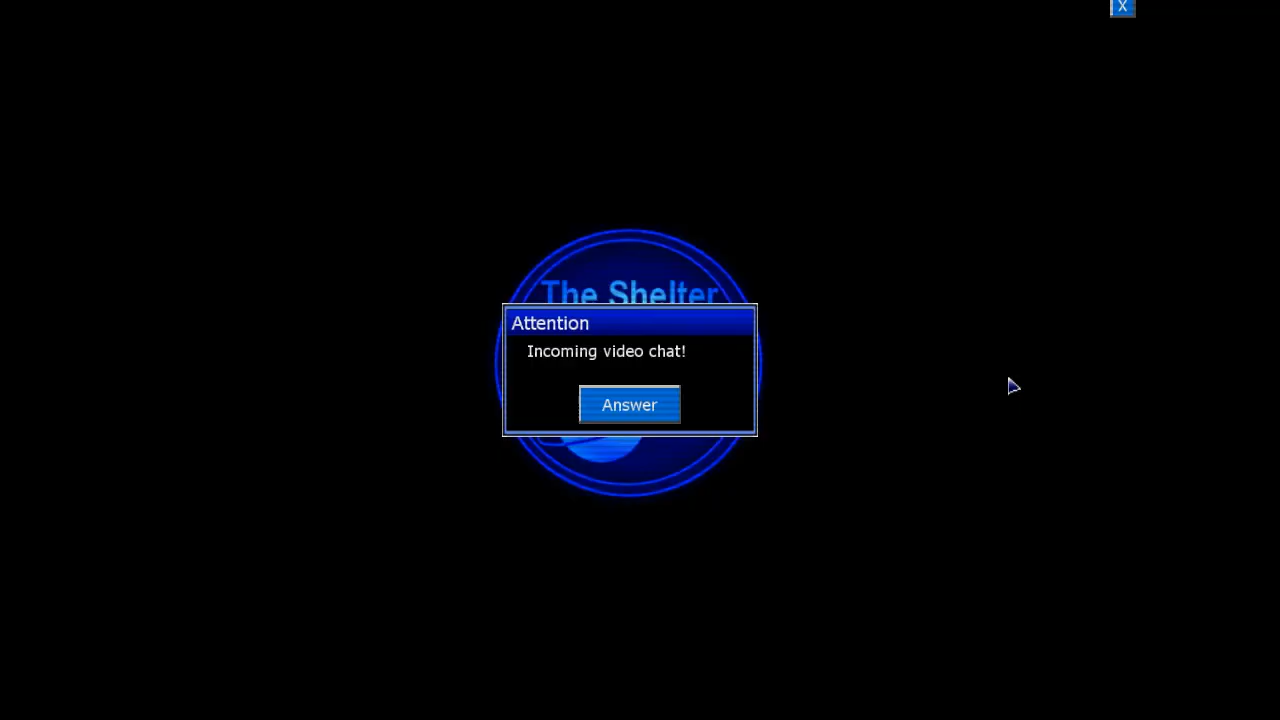 X
The Shelter
Attention
Incoming video chat!
Answer